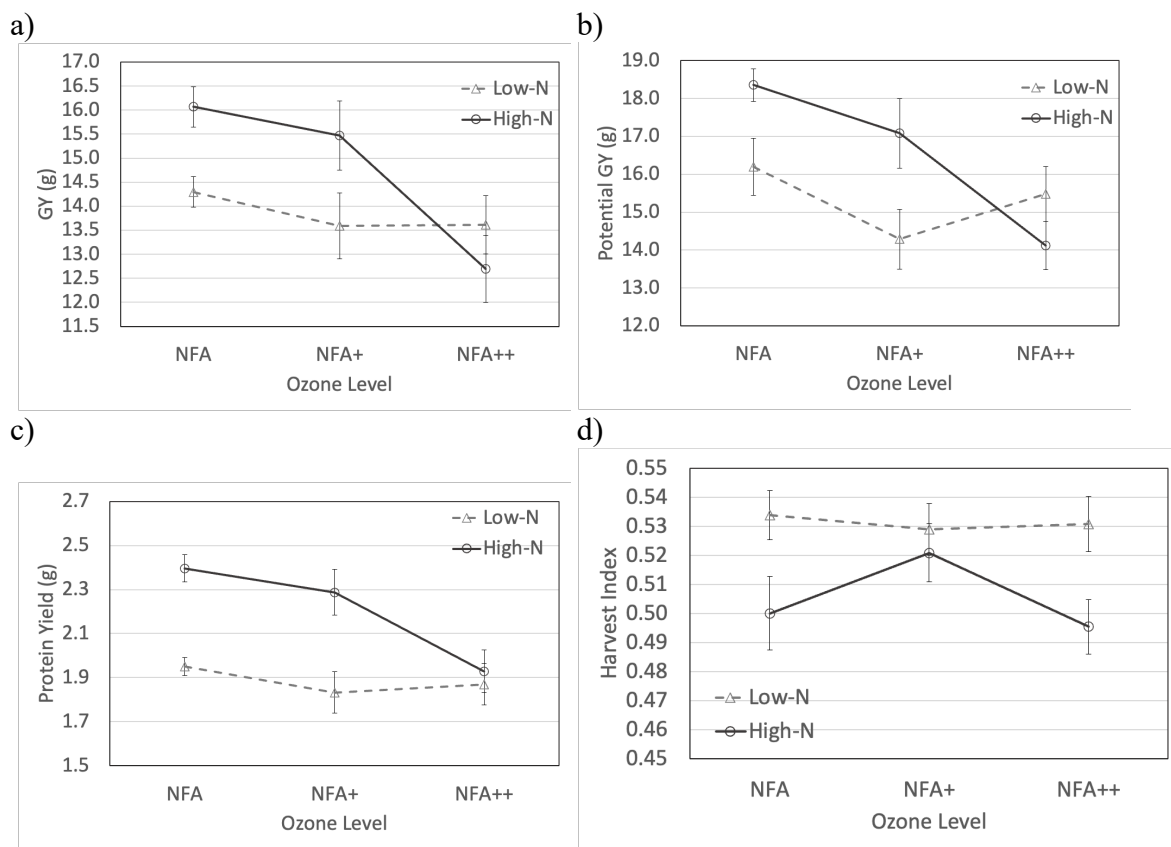 a)
17.0
16.5
16.0
15.5
15.0
14.5
14.0
13.5
13.0
12.5
12.0
11.5
GY (g)
Low-N
High-N
NFA NFA+ NFA++
Ozone Level
b)
19.0
18.0
17.0
16.0
15.0
14.0
13.0
12.0
Potential GY (g)
Low-N
High-N
NFA NFA+ NFA++
Ozone Level
c)
2.7
2.5
2.3
2.1
1.9
1.7
1.5
Protein Yield (g)
Low-N
High-N
NFA NFA+ NFA++
Ozone Level
d)
0.55
0.54
0.53
0.52
0.51
0.50
0.49
0.48
0.47
0.46
0.45
Harvest Index
Low-N
High-N
NFA NFA+ NFA++
Ozone Level